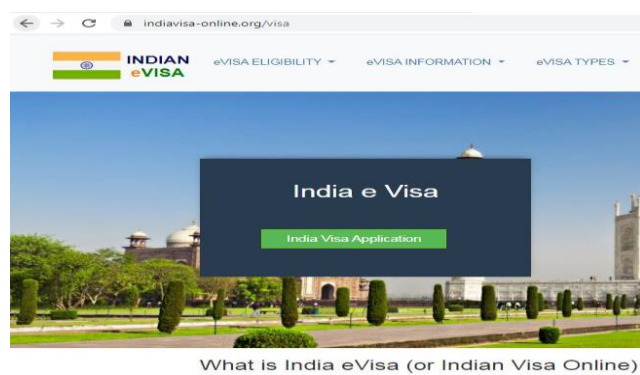 indiavisa-online.org/visa
INDIAN eVISA ELIGIBILITY eVISA INFORMATION eVISA TYPES
eVISA
India e Visa
India Visa Application
What is India eVisa (or Indian Visa Online)